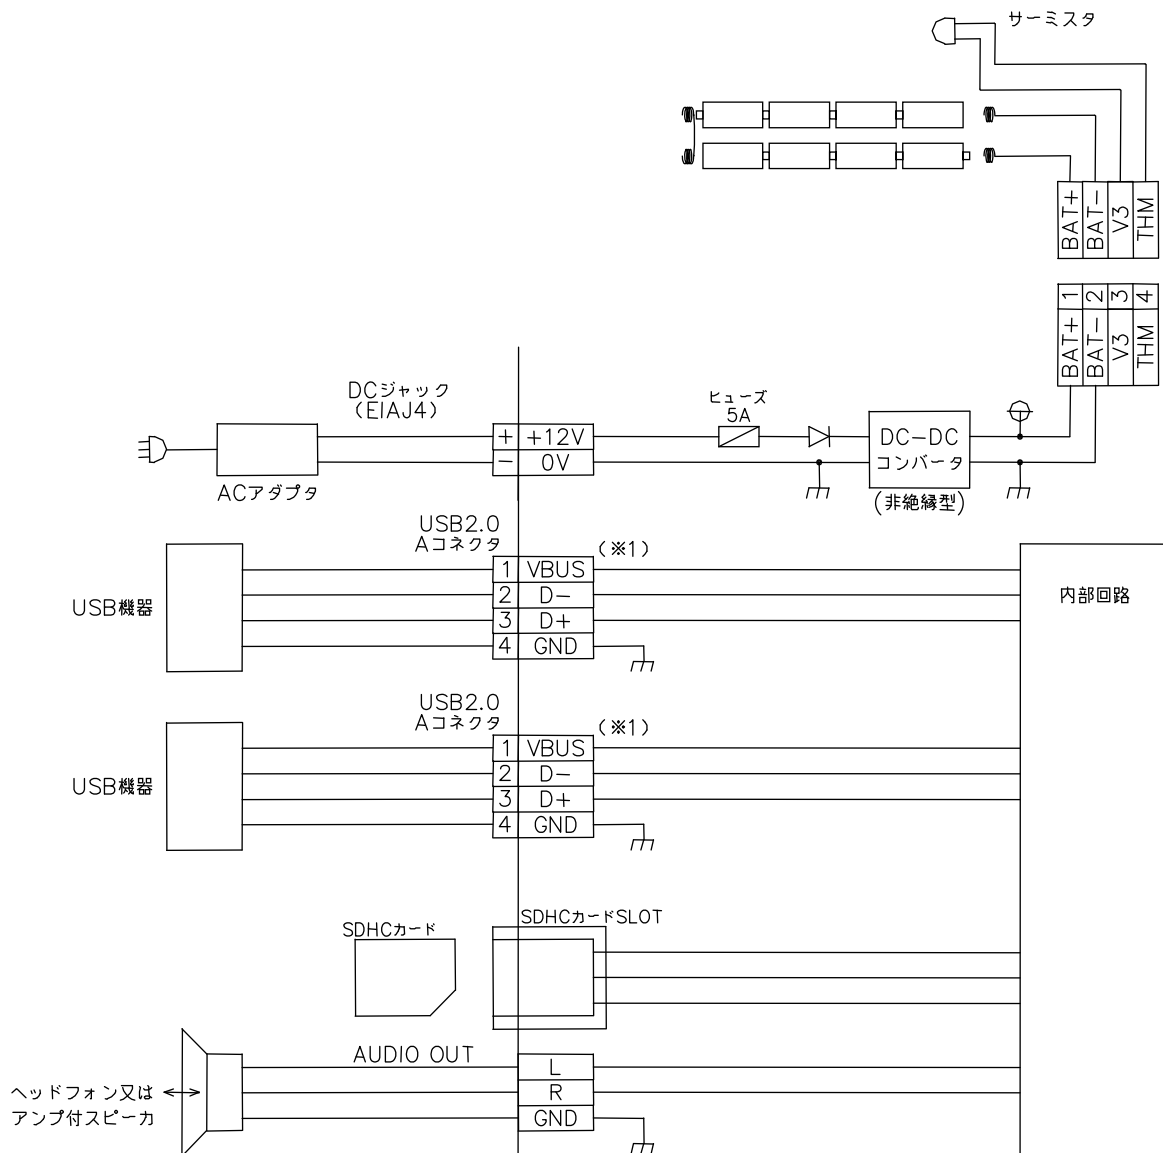 サーミスタ
BAT+
BAT-
V3
THM
1
2
3
4
BAT+
BAT-
V3
THM
DCジャック
(EIAJ4)
ヒューズ
5A
+ +12V
- 0V
DC-DC
コンバータ
(非絶縁型)
ACアダプタ
USB2.0
Aコネクタ
(※1)
1 VBUS
2 D-
3 D+
4 GND
USB機器
内部回路
USB2.0
Aコネクタ
(※1)
1 VBUS
2 D-
3 D+
4 GND
USB機器
SDHCカードSLOT
SDHCカード
AUDIO OUT
L
R
GND
ヘッドフォン又は
アンプ付スピーカ